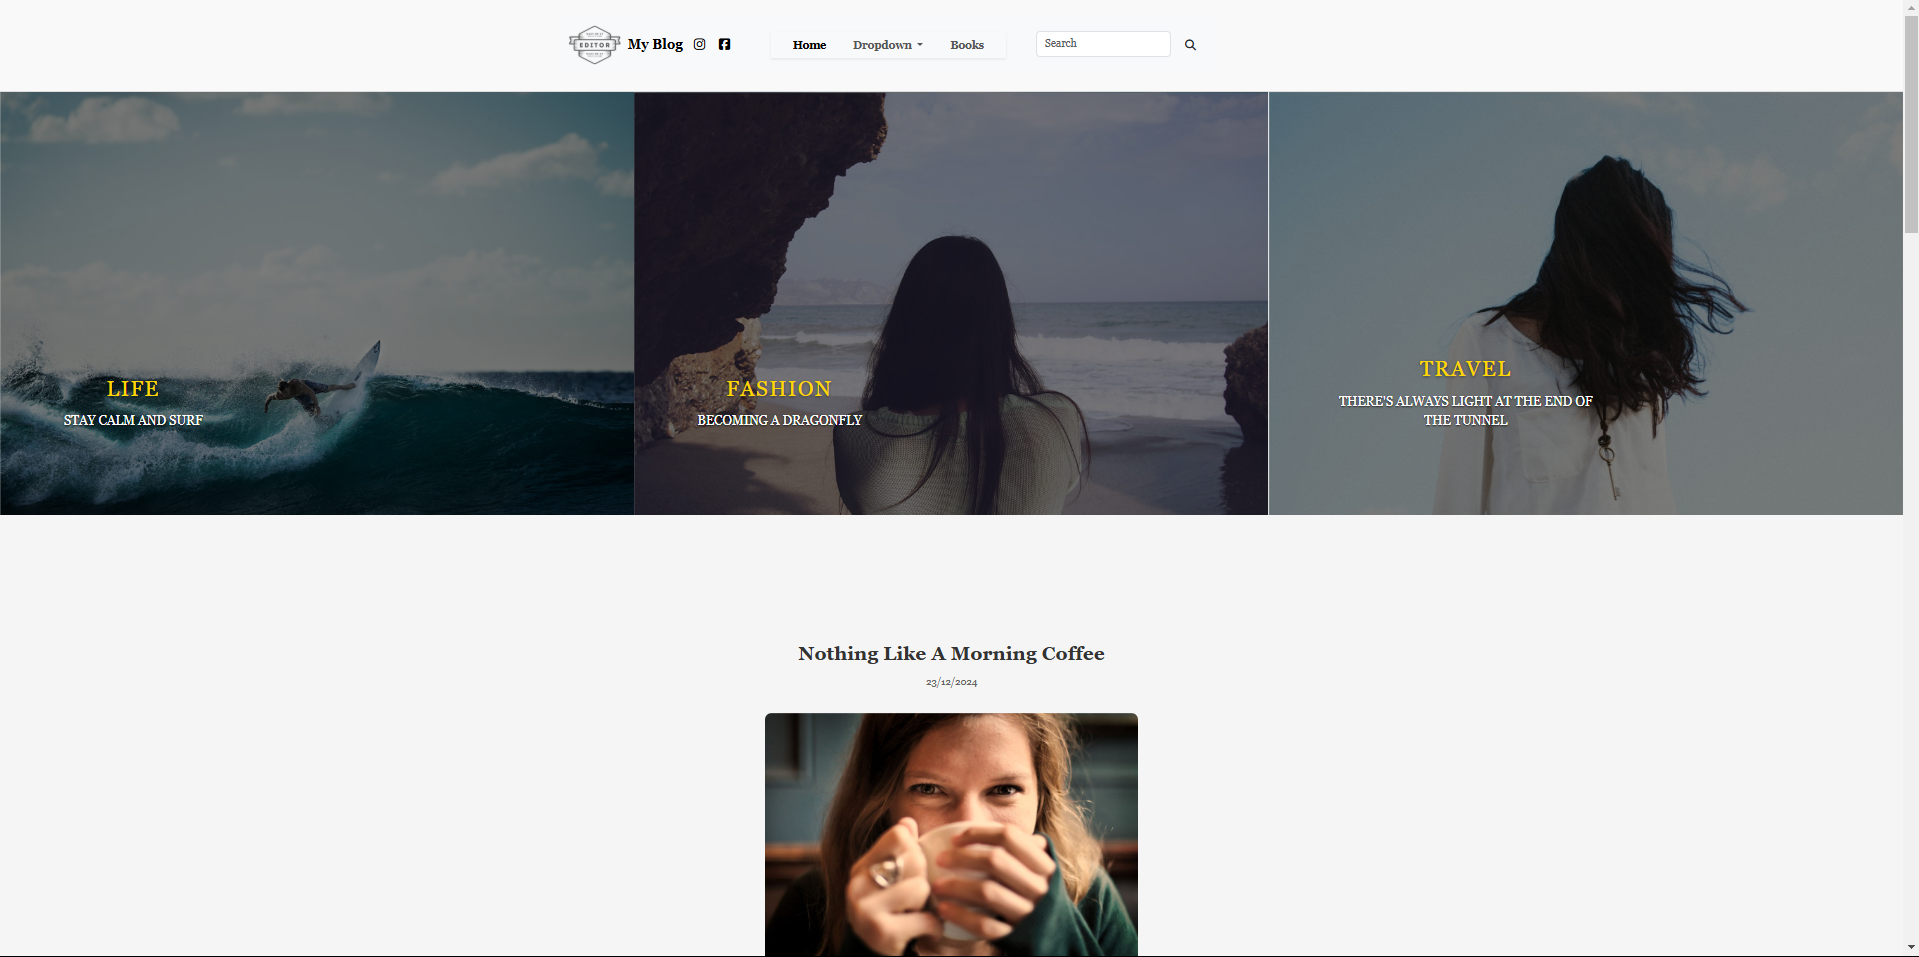 EDITOR
My Blog
Home
Dropdown
Books
Search
LIFE
STAY CALM AND SURF
FASHION
BECOMING A DRAGONFLY
TRAVEL
THERE'S ALWAYS LIGHT AT THE END OF
THE TUNNEL
Nothing Like A Morning Coffee
23/12/2024